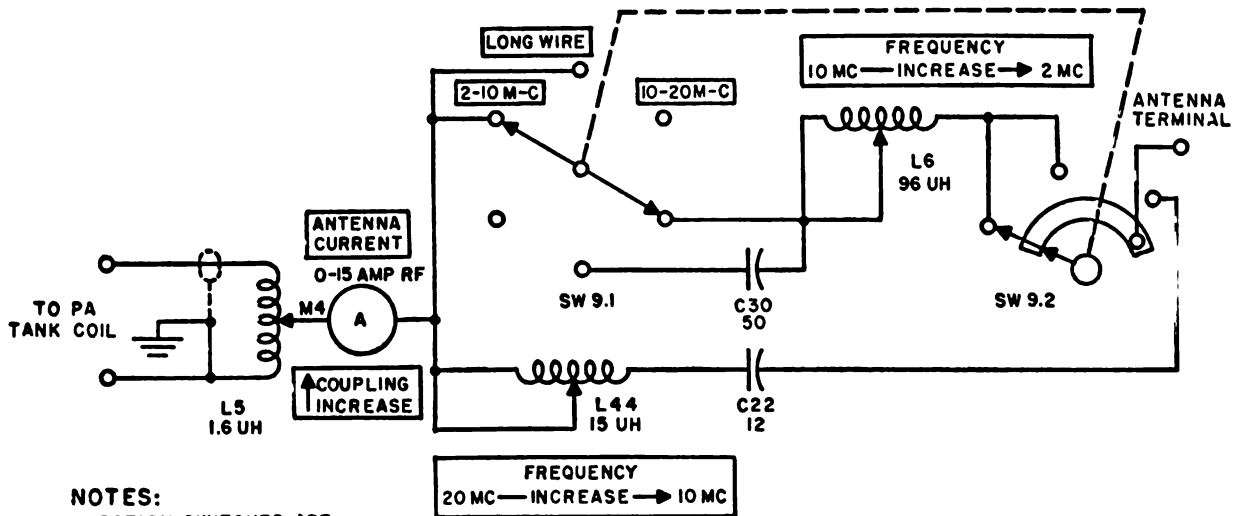 LONG WIRE
2-10 M-C
10-20M-C
FREQUENCY
10 MC — INCREASE → 2 MC
ANTENNA
TERMINAL
L6
96 UH
ANTENNA
CURRENT
0-15 AMP RF
M4
A
TO PA
TANK COIL
SW 9.1
C30
50
SW 9.2
COUPLING
INCREASE
L5
1.6 UH
L44
15 UH
C22
12
FREQUENCY
20 MC — INCREASE → 10 MC
NOTES: